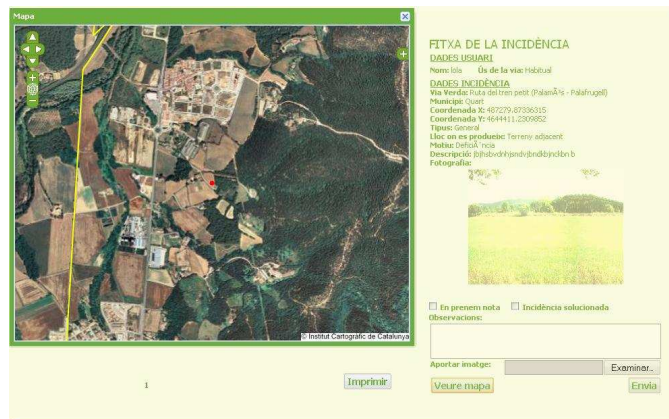 Mapa
© Institut Cartogràfic de Catalunya
1
Imprimir
FITXA DE LA INCIDÈNCIA
DADES USUARI
Nom: lola Ús de la via: Habitual
DADES INCIDÈNCIA
Via Verda: Ruta del tren petit (PalamÃ³s - Palafrugell)
Municipi: Quart
Coordenada X: 487279.87336315
Coordenada Y: 4644411.2309852
Tipus: General
Lloc on es produeix: Terreny adjacent
Motiu: DeficiÃ¨ncia
Descripció: jbjhsbvdnhjsndvjbndkbjnclkbn b
Fotografia:
En prenem nota Incidència solucionada
Observacions:
Aportar imatge: Examinar..
Veure mapa Envia